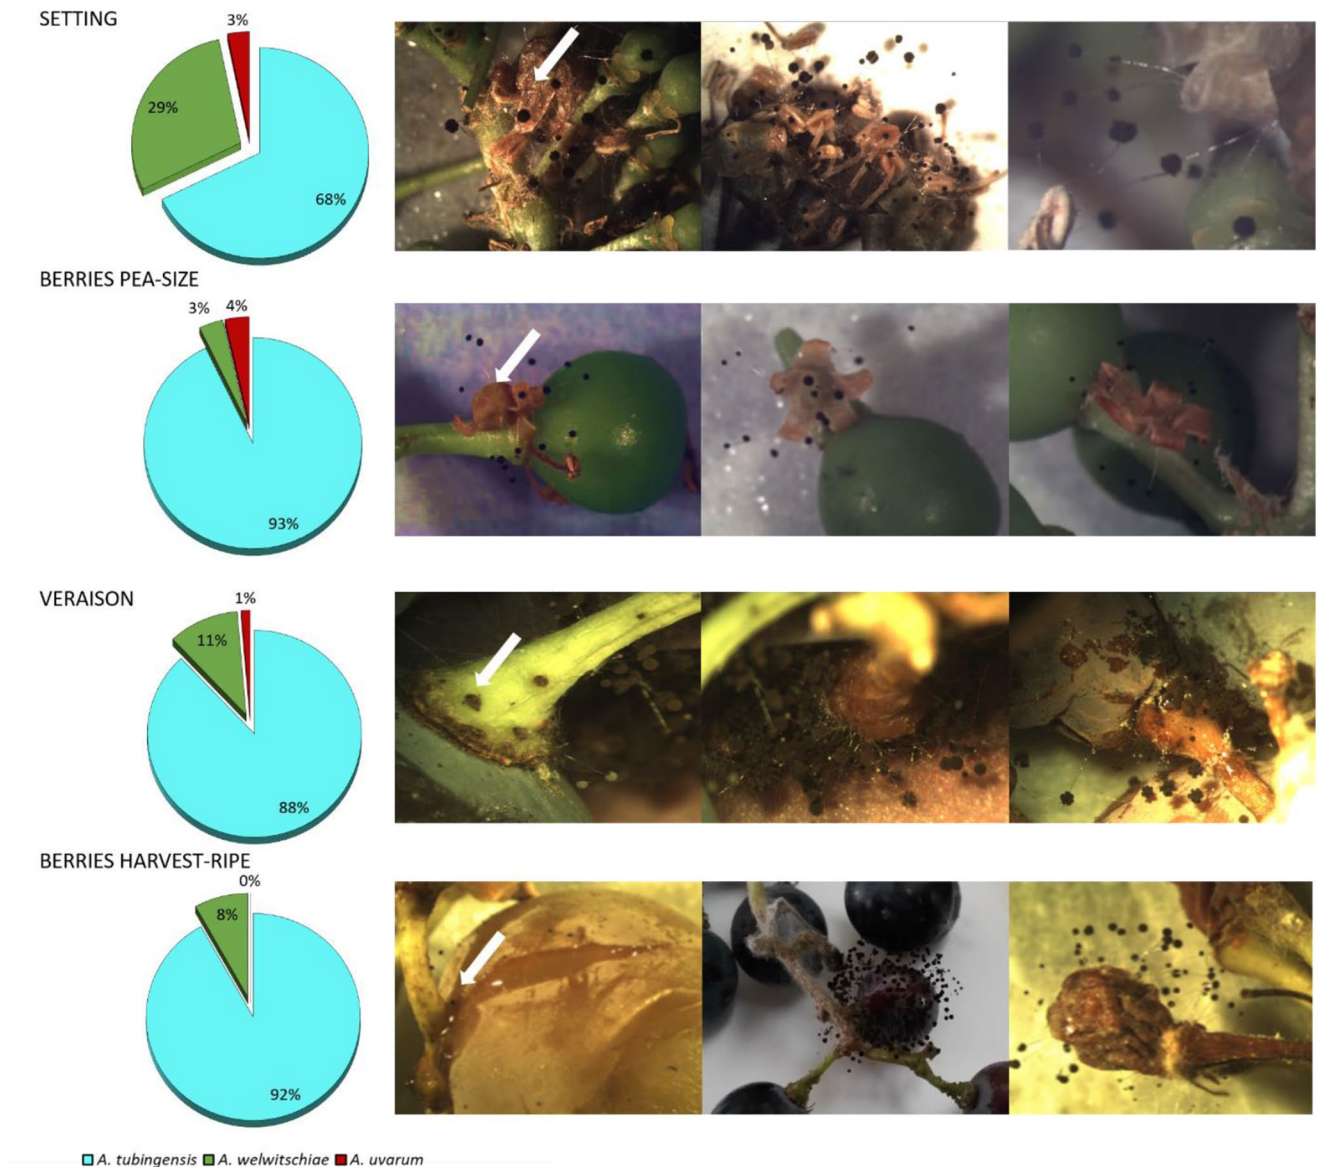 SETTING
3%
29%
68%
BERRIES PEA-SIZE
3% 4%
93%
VERAISON
1%
11%
88%
BERRIES HARVEST-RIPE
0%
8%
92%
A. tubingensis A. welwitschiae A. uvarum